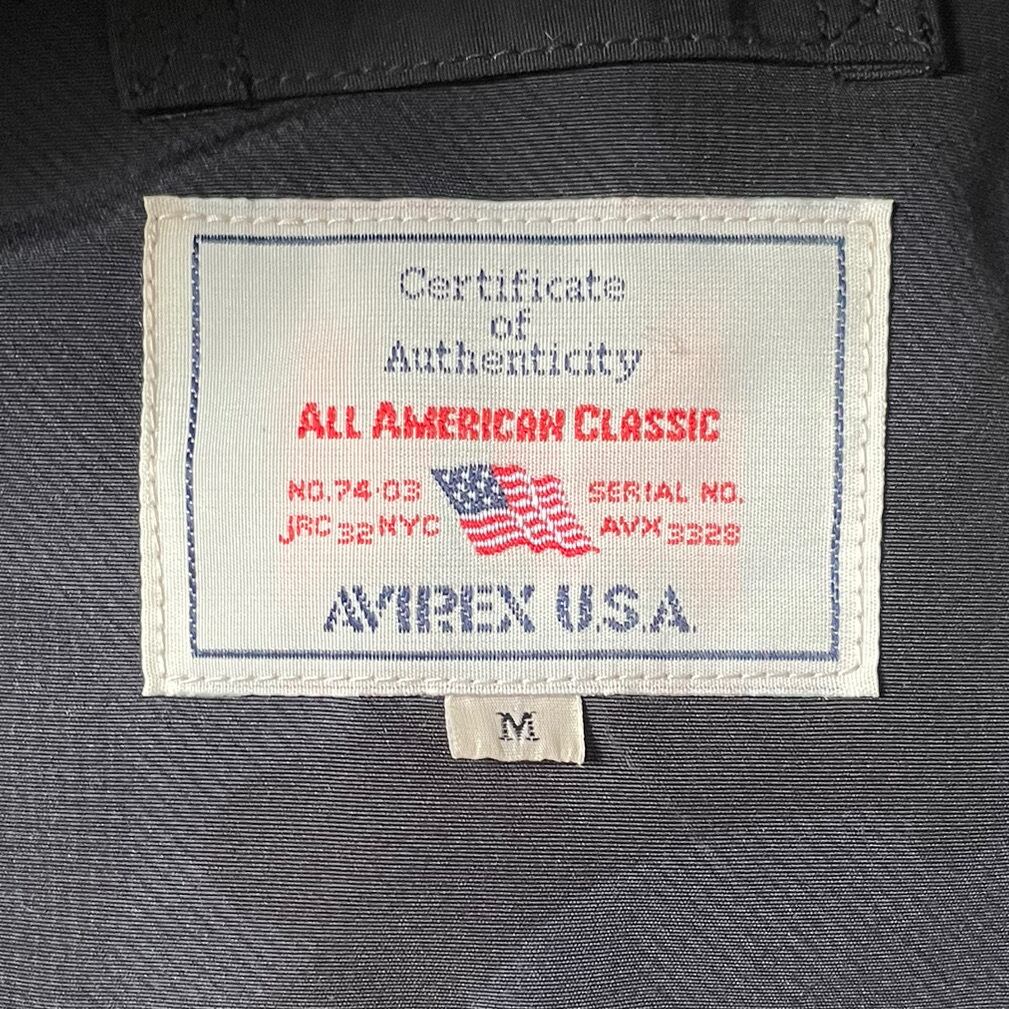 Certificate
of
Authenticity
ALL AMERICAN CLASSIC
NO.74-03
JRC 32 NYC
SERIAL NO.
AVX 3328
AVIREX U.S.A.
M